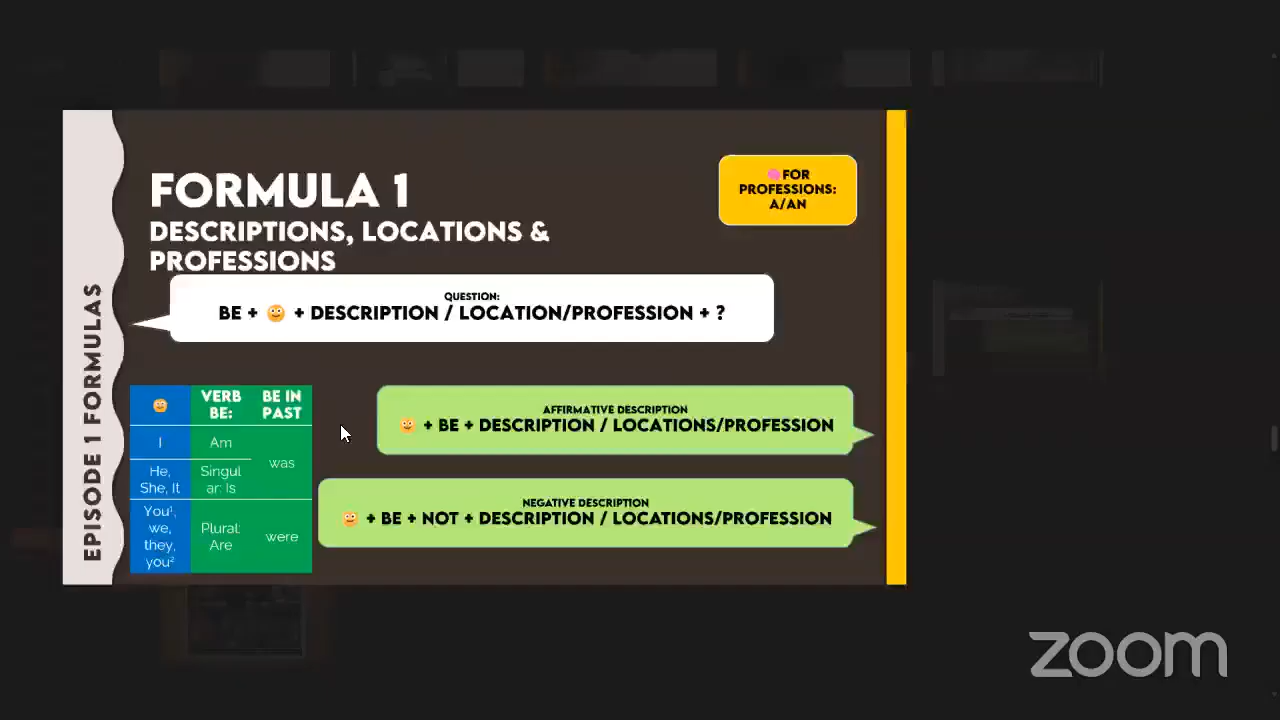 EPISODE 1 FORMULAS
FORMULA 1
DESCRIPTIONS, LOCATIONS &
PROFESSIONS
🧠FOR
PROFESSIONS:
A/AN
QUESTION:
BE + 🙂 + DESCRIPTION / LOCATION/PROFESSION + ?
🙂 VERB BE: BE IN PAST
I Am was
He, She, It Singular: Is
You¹, we, they, you² Plural: Are were
AFFIRMATIVE DESCRIPTION
🙂 + BE + DESCRIPTION / LOCATIONS/PROFESSION
NEGATIVE DESCRIPTION
🙂 + BE + NOT + DESCRIPTION / LOCATIONS/PROFESSION
zoom